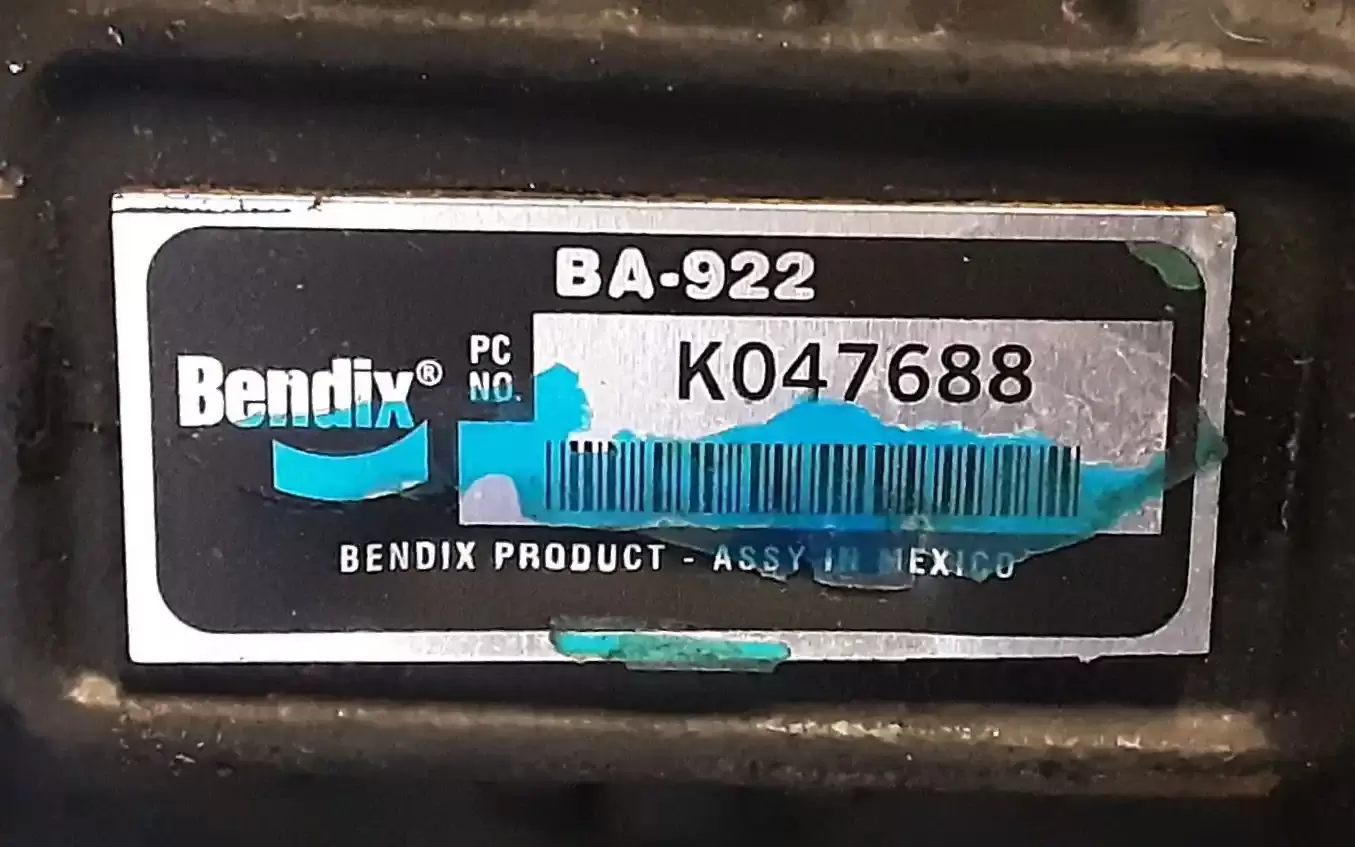 BA-922
Bendix®
PC
NO.
K047688
BENDIX PRODUCT - ASSY IN MEXICO